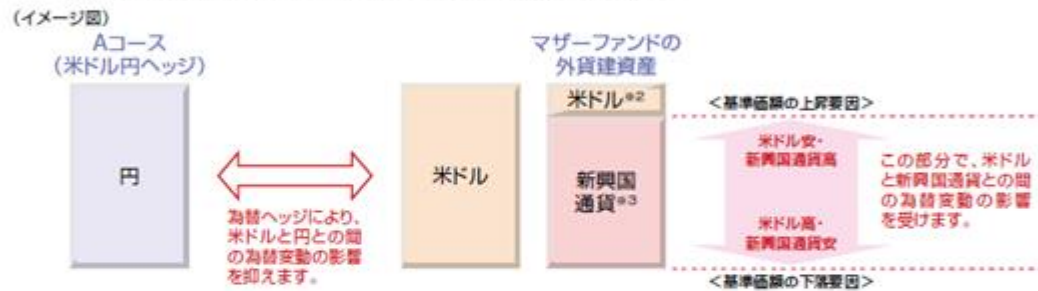 (イメージ図)
Aコース
(米ドル円ヘッジ)
円
為替ヘッジにより、
米ドルと円との間
の為替変動の影響
を抑えます。
米ドル
マザーファンドの
外貨建資産
米ドル※2
新興国
通貨※3
<基準価額の上昇要因>
米ドル安・
新興国通貨高
米ドル高・
新興国通貨安
<基準価額の下落要因>
この部分で、米ドル
と新興国通貨との間
の為替変動の影響
を受けます。